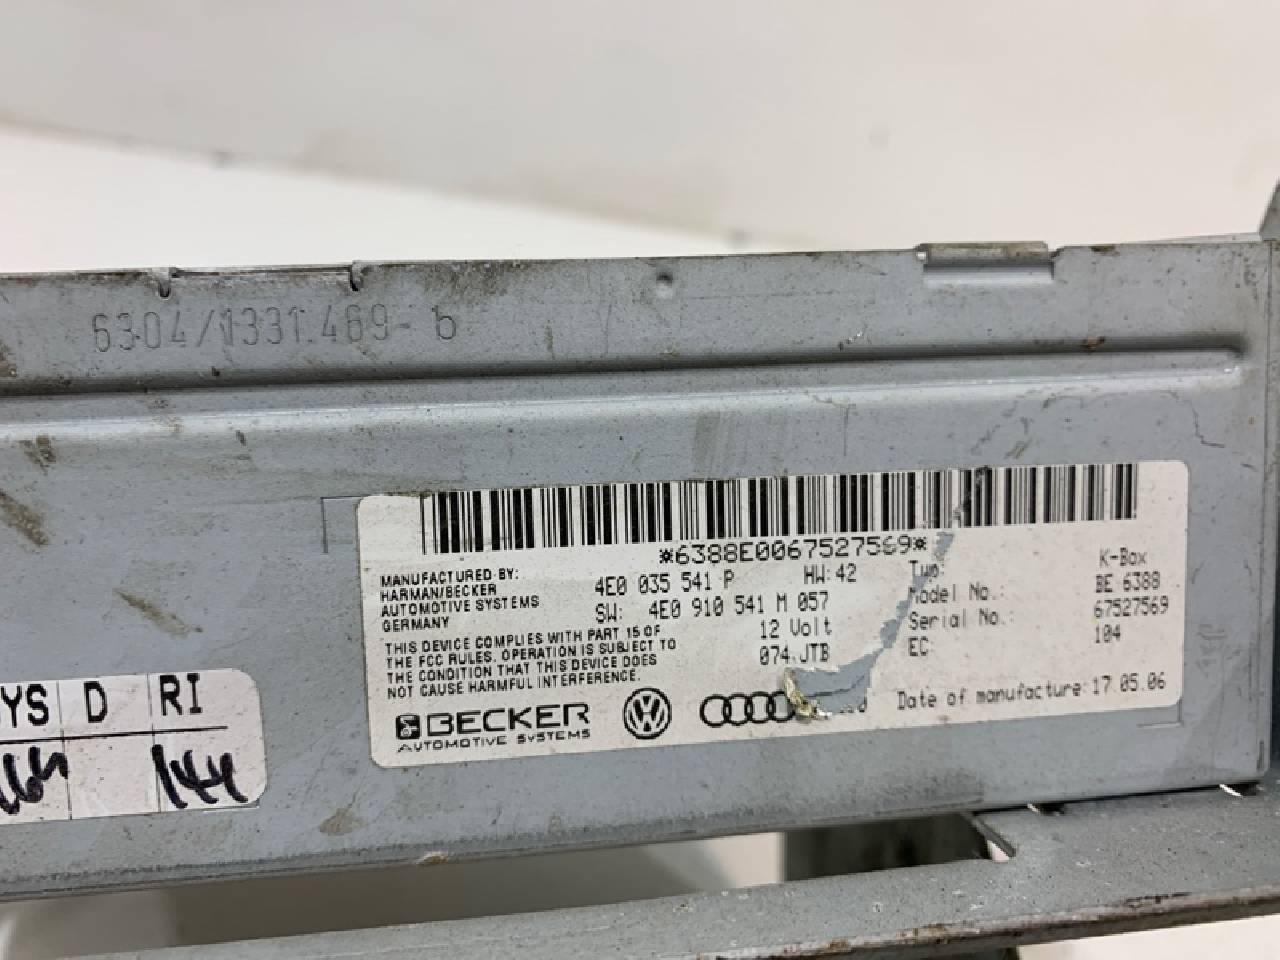 6304/1331.469- b
*6388E0067527569*
MANUFACTURED BY:
HARMAN/BECKER
AUTOMOTIVE SYSTEMS
GERMANY
4E0 035 541 P HW:42
SW: 4E0 910 541 M 057
12 Volt
074.JTB
THIS DEVICE COMPLIES WITH PART 15 OF
THE FCC RULES. OPERATION IS SUBJECT TO
THE CONDITION THAT THIS DEVICE DOES
NOT CAUSE HARMFUL INTERFERENCE.
BECKER
AUTOMOTIVE SYSTEMS
K-Box
Model No.: BE 6388
Serial No.: 67527569
EC: 104
Date of manufacture: 17.05.06
YS D RI
144